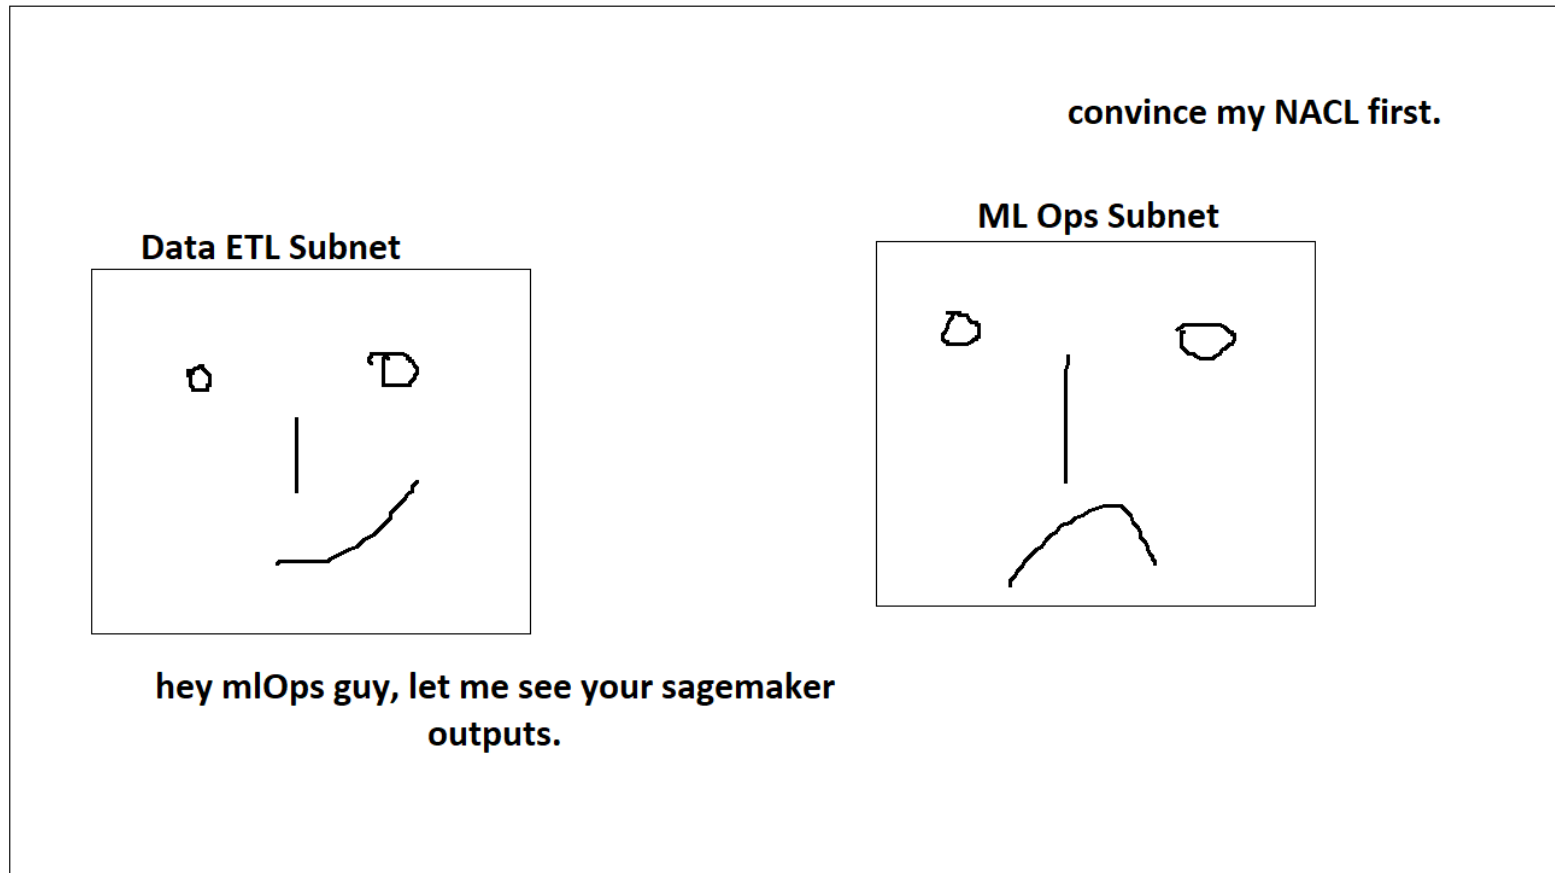 convince my NACL first.
Data ETL Subnet
ML Ops Subnet
hey mlOps guy, let me see your sagemaker
outputs.